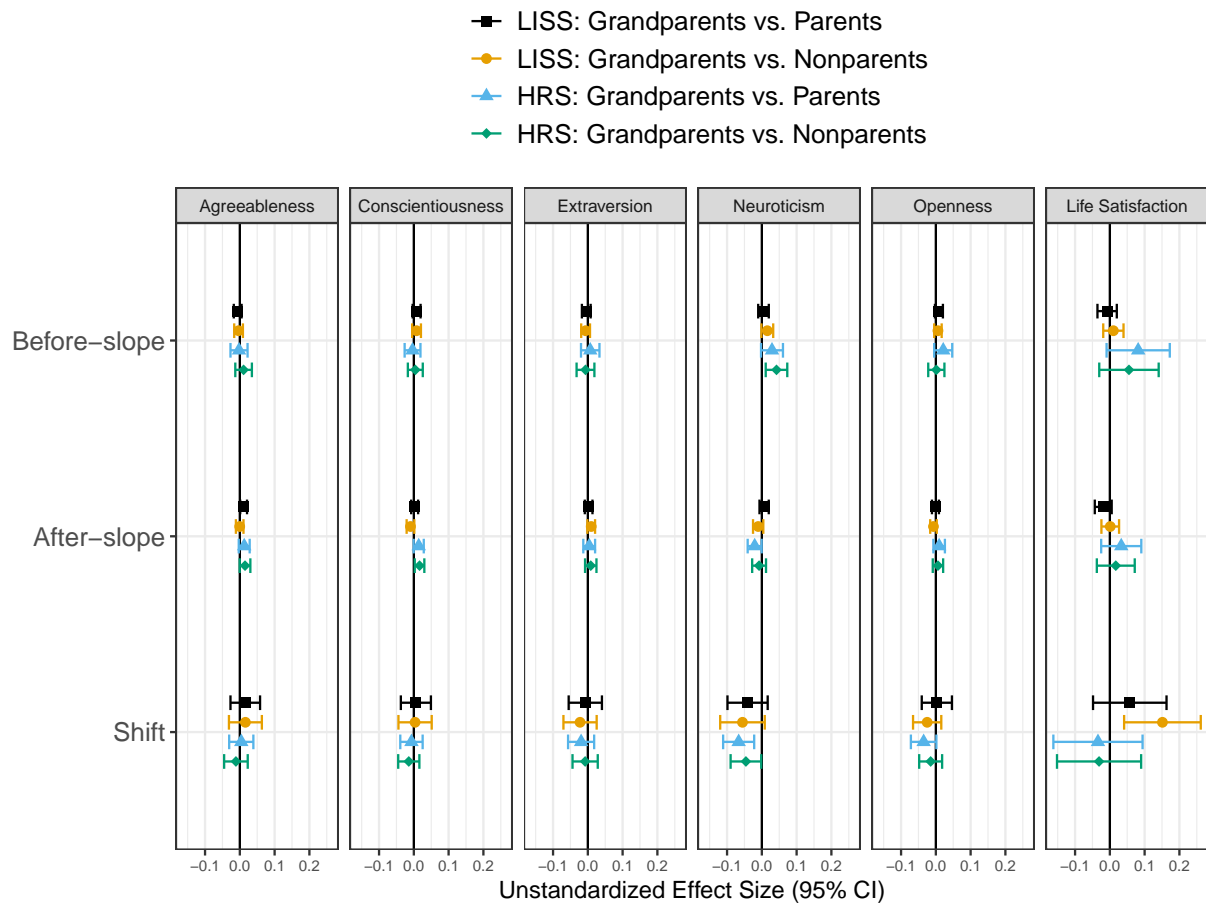 LISS: Grandparents vs. Parents
LISS: Grandparents vs. Nonparents
HRS: Grandparents vs. Parents
HRS: Grandparents vs. Nonparents
Agreeableness Conscientiousness Extraversion Neuroticism Openness Life Satisfaction
Before−slope
After−slope
Shift
−0.1 0.0 0.1 0.2 −0.1 0.0 0.1 0.2 −0.1 0.0 0.1 0.2 −0.1 0.0 0.1 0.2 −0.1 0.0 0.1 0.2 −0.1 0.0 0.1 0.2
Unstandardized Effect Size (95% CI)